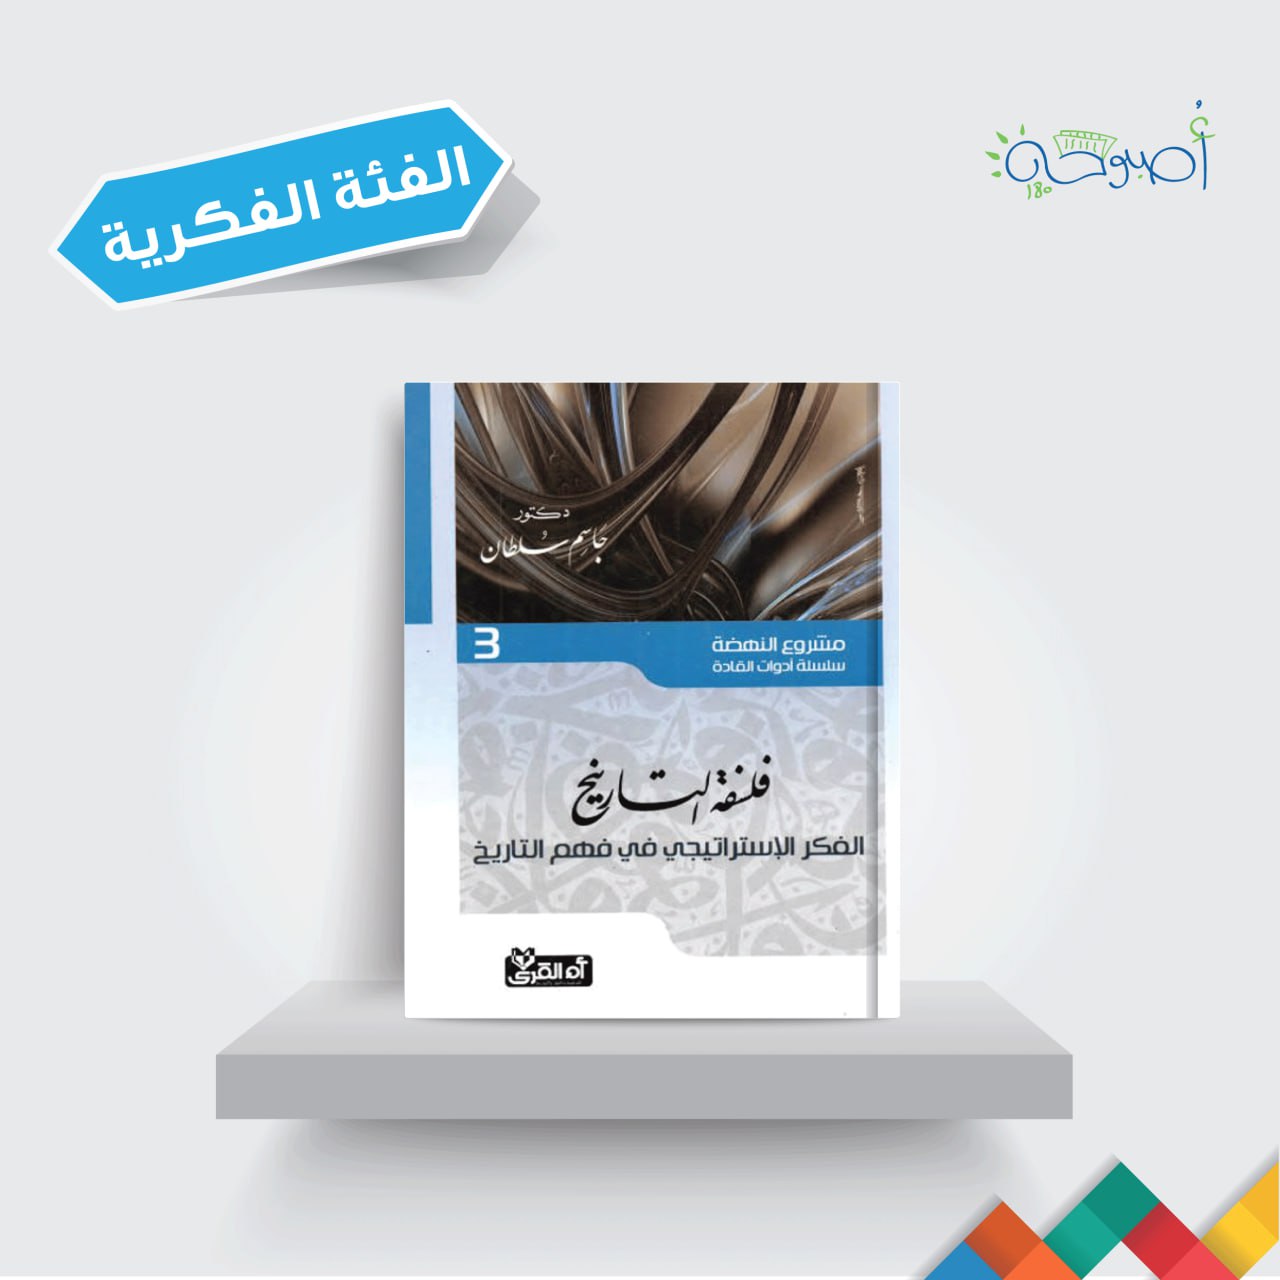 أصبوحة
١٨٠
الفئة الفكرية
دكتور
جاسم سلطان
مشروع النهضة
سلسلة أدوات القادة
3
فلسفة التاريخ
الفكر الإستراتيجي في فهم التاريخ
أم القرى